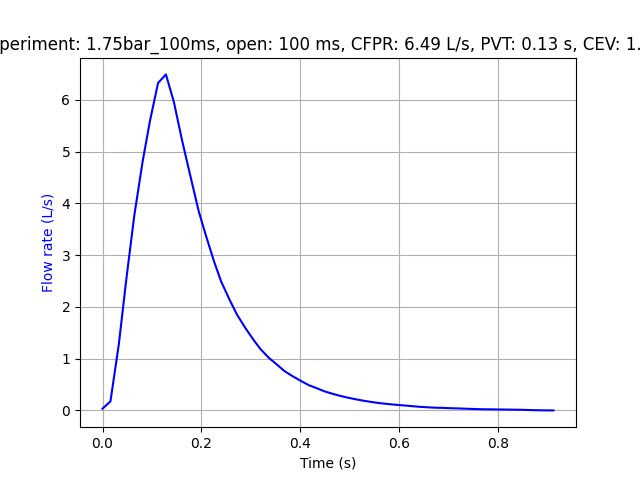 periment: 1.75bar_100ms, open: 100 ms, CFPR: 6.49 L/s, PVT: 0.13 s, CEV: 1.
6
5
4
3
2
1
0
Flow rate (L/s)
0.0 0.2 0.4 0.6 0.8
Time (s)